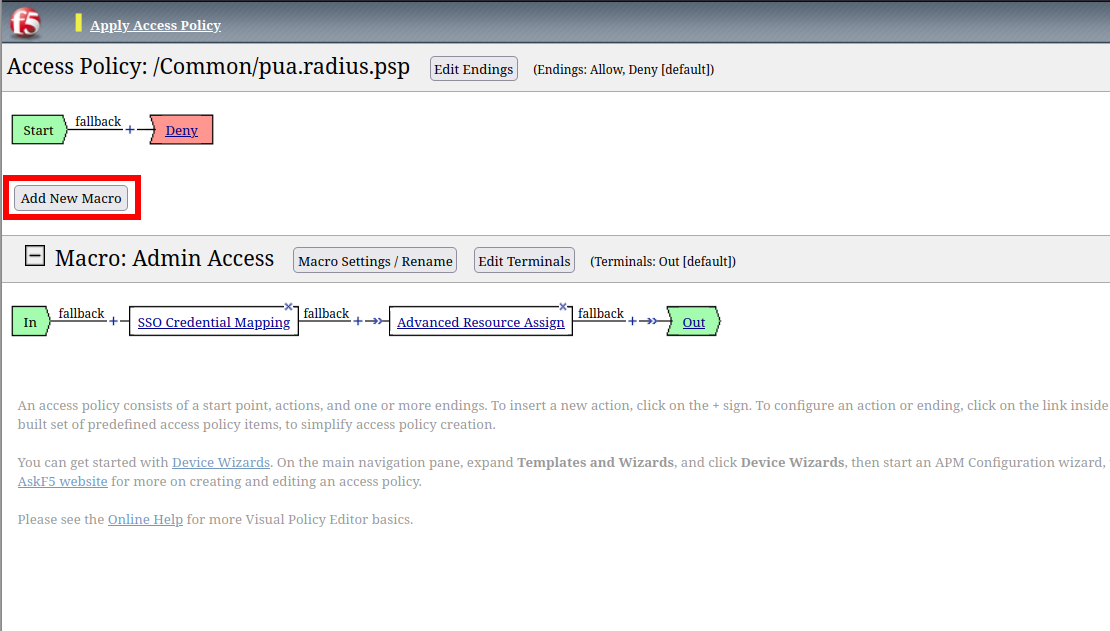 f5
Apply Access Policy
Access Policy: /Common/pua.radius.psp Edit Endings (Endings: Allow, Deny [default])
Start fallback + Deny
Add New Macro
Macro: Admin Access Macro Settings / Rename Edit Terminals (Terminals: Out [default])
In fallback + SSO Credential Mapping fallback + Advanced Resource Assign fallback + Out
An access policy consists of a start point, actions, and one or more endings. To insert a new action, click on the + sign. To configure an action or ending, click on the link inside
built set of predefined access policy items, to simplify access policy creation.
You can get started with Device Wizards. On the main navigation pane, expand Templates and Wizards, and click Device Wizards, then start an APM Configuration wizard,
AskF5 website for more on creating and editing an access policy.
Please see the Online Help for more Visual Policy Editor basics.